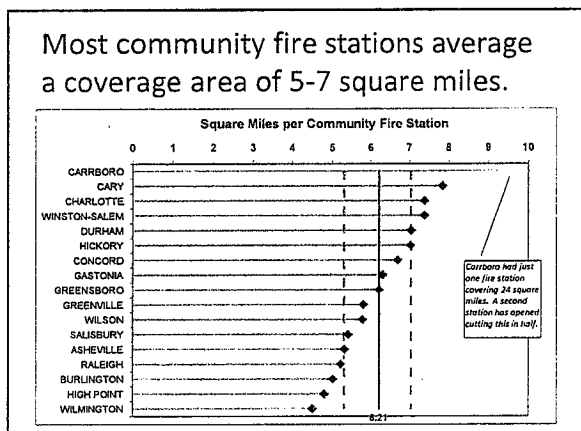 Most community fire stations average
a coverage area of 5-7 square miles.
Square Miles per Community Fire Station
0 1 2 3 4 5 6 7 8 9 10
CARRBORO
CARY
CHARLOTTE
WINSTON-SALEM
DURHAM
HICKORY
CONCORD
GASTONIA
GREENSBORO
GREENVILLE
WILSON
SALISBURY
ASHEVILLE
RALEIGH
BURLINGTON
HIGH POINT
WILMINGTON
Carrboro had just
one fire station
covering 24 square
miles. A second
station has opened
cutting this in half.
6.21